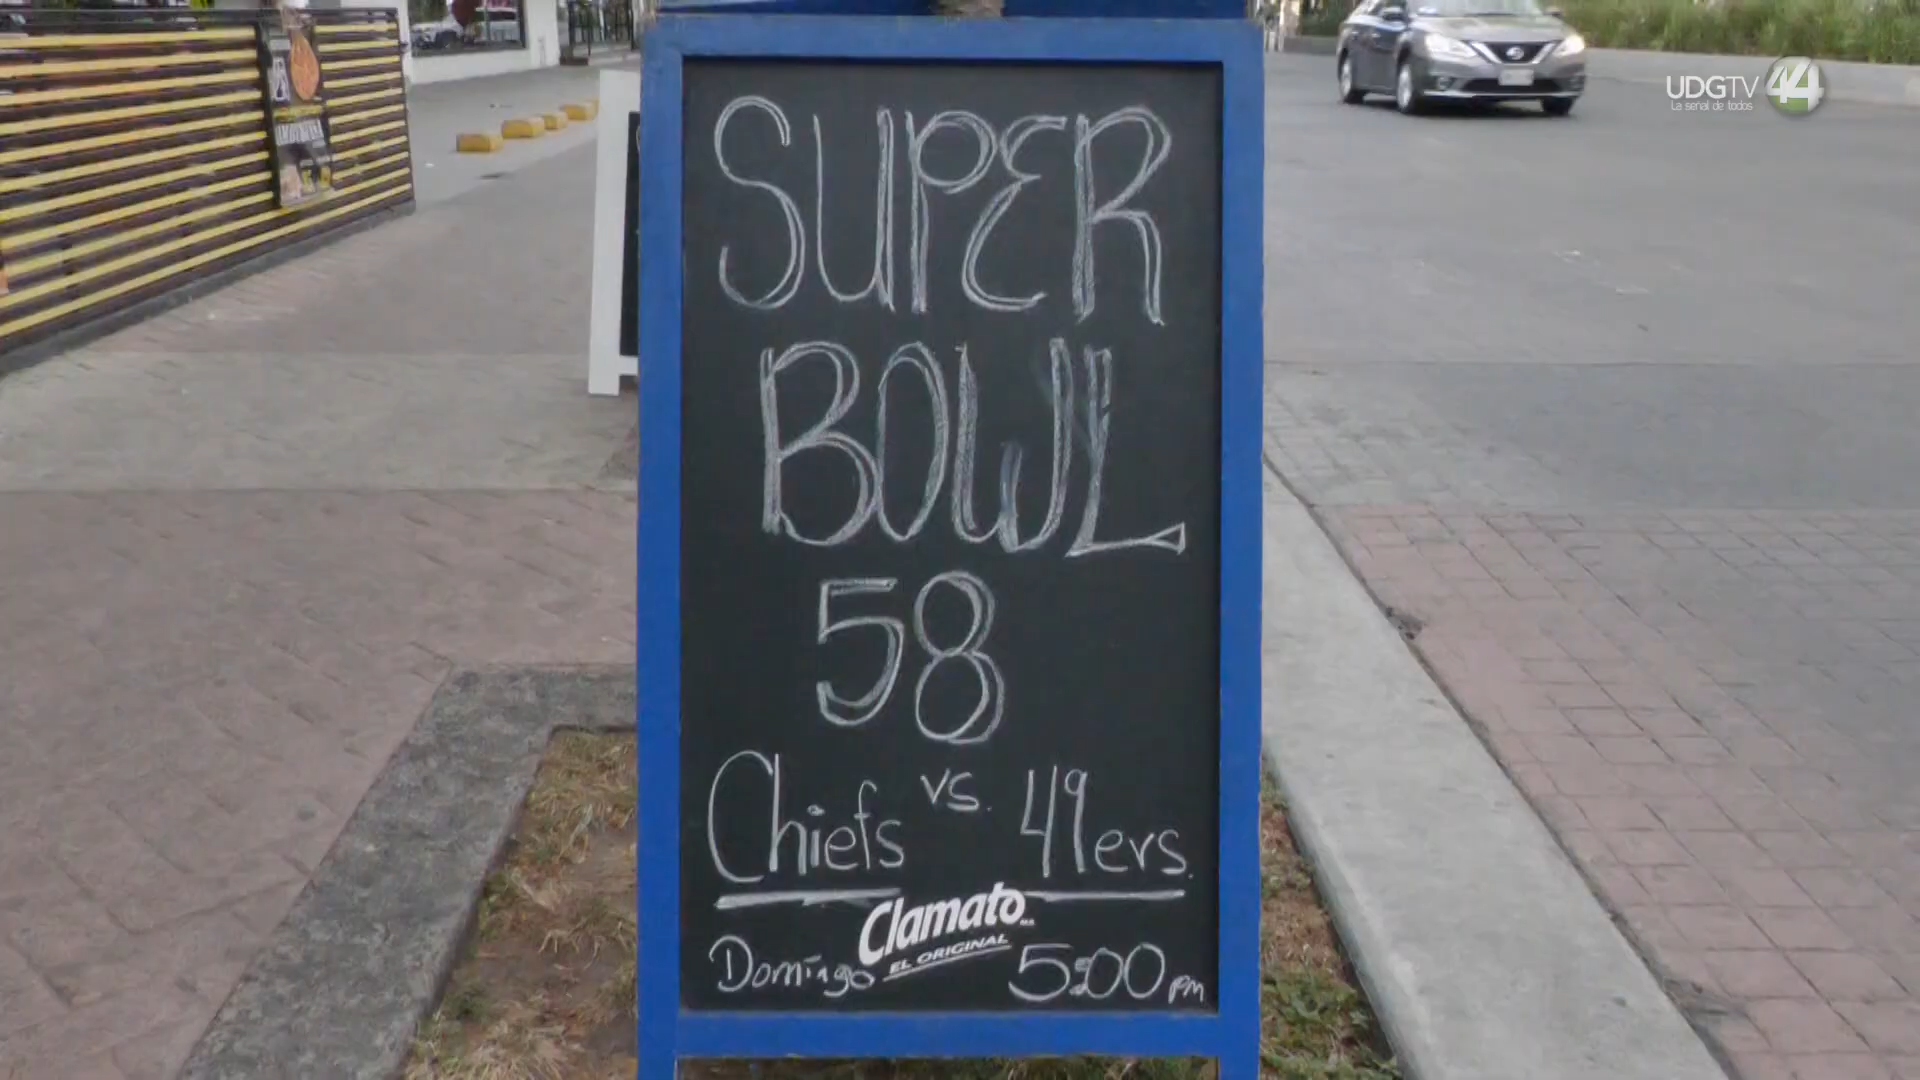 UDGTV 44
La señal de todos
SUPER
BOWL
58
Chiefs vs. 49ers.
Clamato
EL ORIGINAL
Domingo 5:00 pm